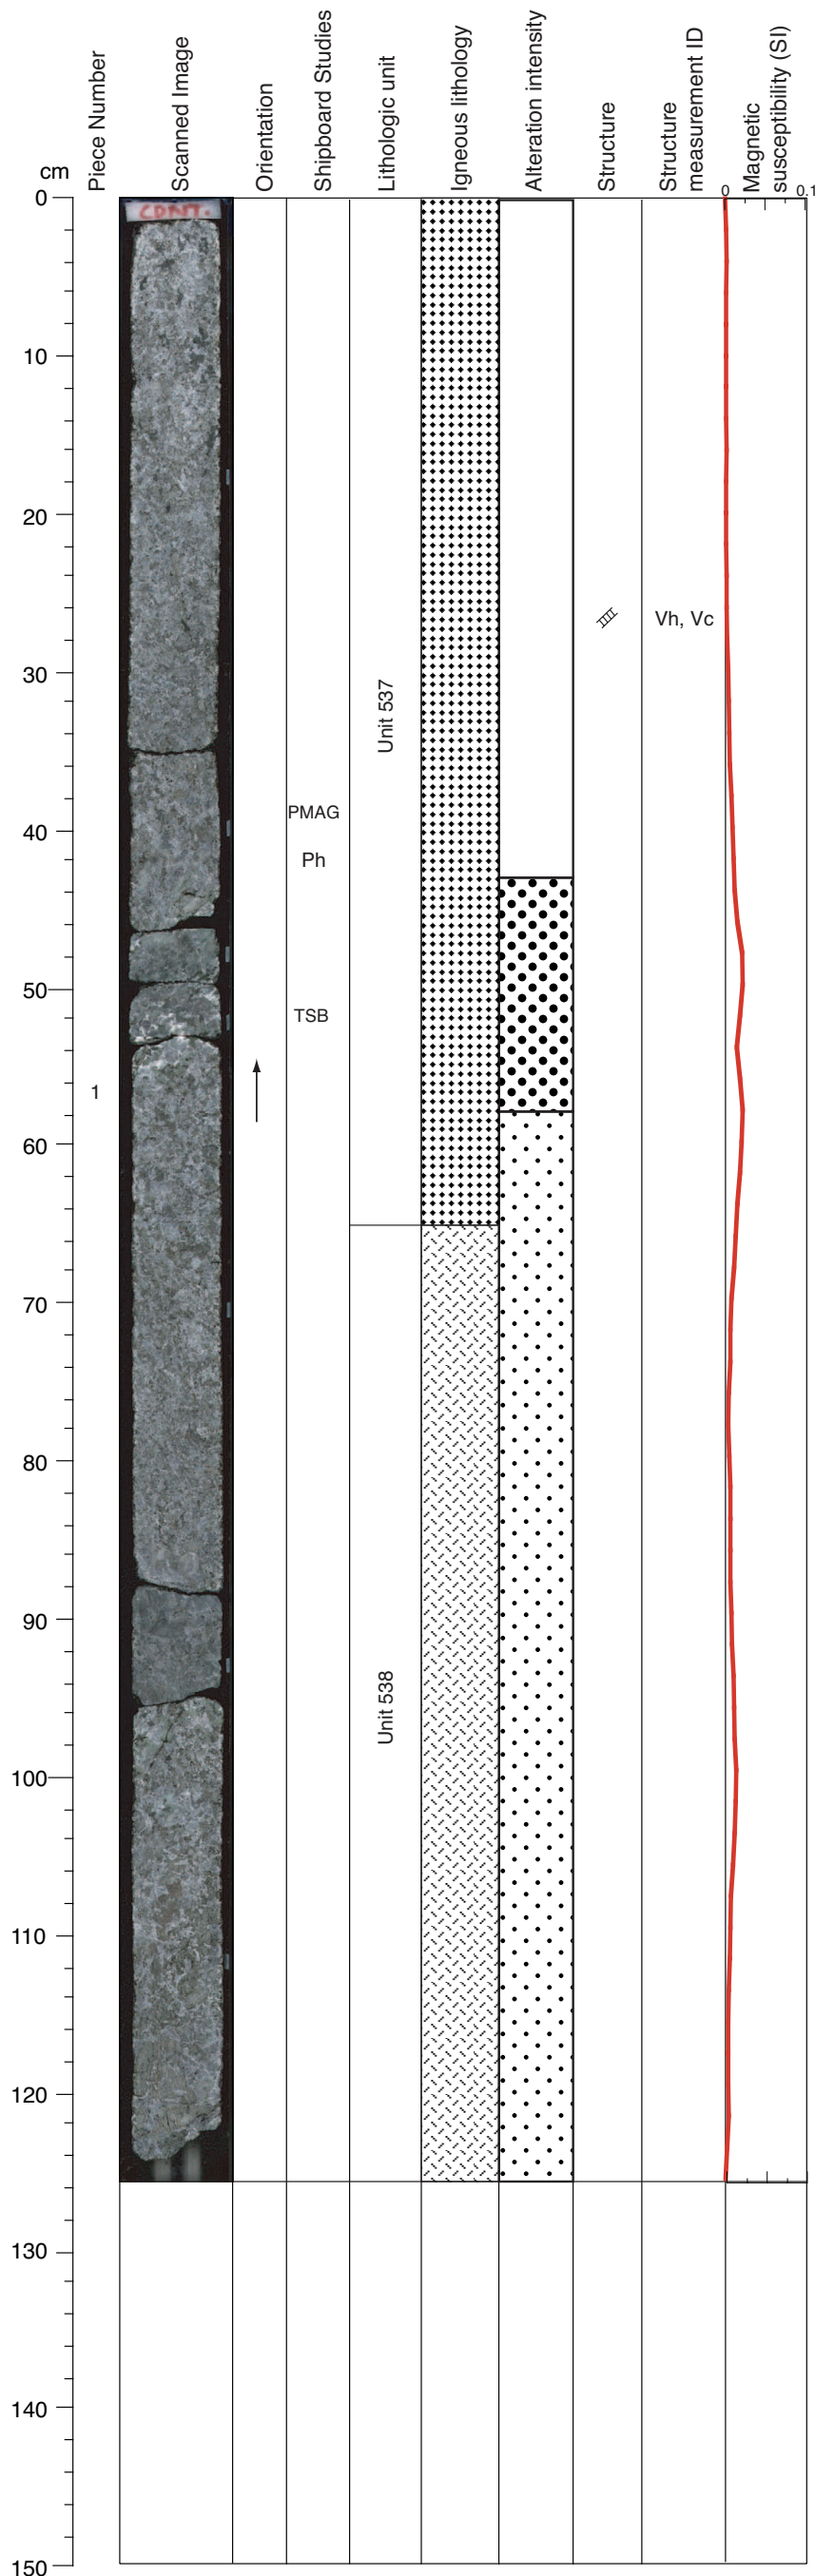 cm
Piece Number
Scanned Image
Orientation
Shipboard Studies
Lithologic unit
Igneous lithology
Alteration intensity
Structure
Structure
measurement ID
Magnetic
susceptibility (SI)
0 0.1
CONT.
0
10
20
Vh, Vc
30
Unit 537
PMAG
40
Ph
50
TSB
1
60
70
80
90
Unit 538
100
110
120
130
140
150